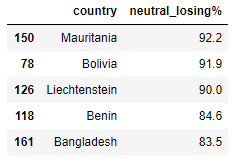 country neutral_losing%
150 Mauritania 92.2
78 Bolivia 91.9
126 Liechtenstein 90.0
118 Benin 84.6
161 Bangladesh 83.5